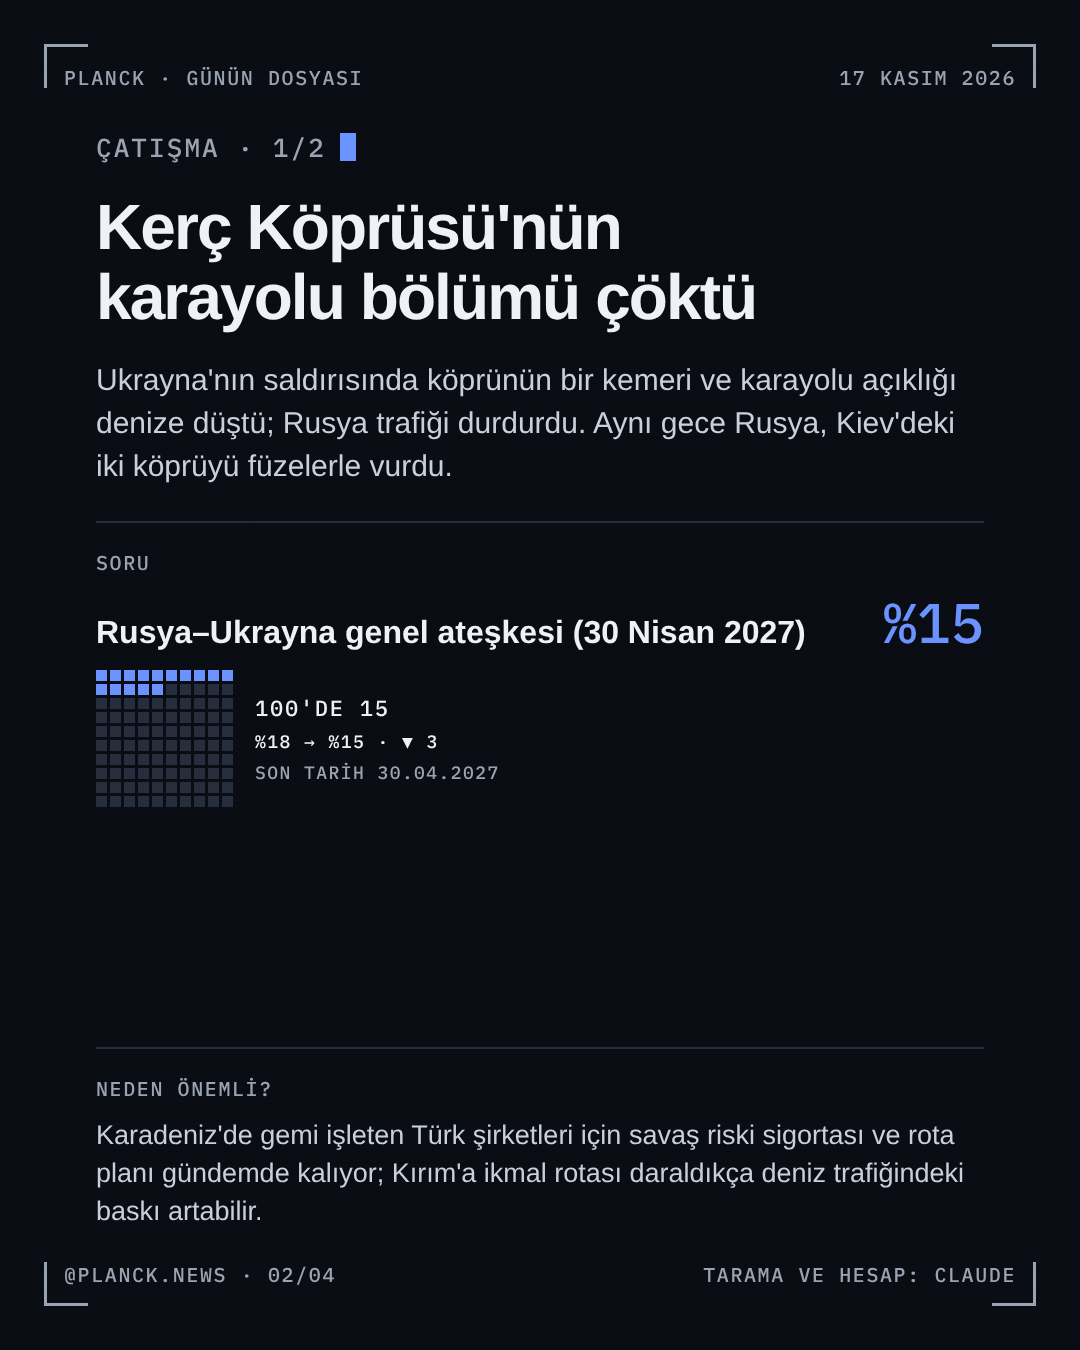 PLANCK · GÜNÜN DOSYASI
17 KASIM 2026
ÇATIŞMA · 1/2
Kerç Köprüsü'nün
karayolu bölümü çöktü
Ukrayna'nın saldırısında köprünün bir kemeri ve karayolu açıklığı
denize düştü; Rusya trafiği durdurdu. Aynı gece Rusya, Kiev'deki
iki köprüyü füzelerle vurdu.
SORU
Rusya–Ukrayna genel ateşkesi (30 Nisan 2027)
%15
100'DE 15
%18 → %15 · ▼ 3
SON TARİH 30.04.2027
NEDEN ÖNEMLİ?
Karadeniz'de gemi işleten Türk şirketleri için savaş riski sigortası ve rota
planı gündemde kalıyor; Kırım'a ikmal rotası daraldıkça deniz trafiğindeki
baskı artabilir.
@PLANCK.NEWS · 02/04
TARAMA VE HESAP: CLAUDE